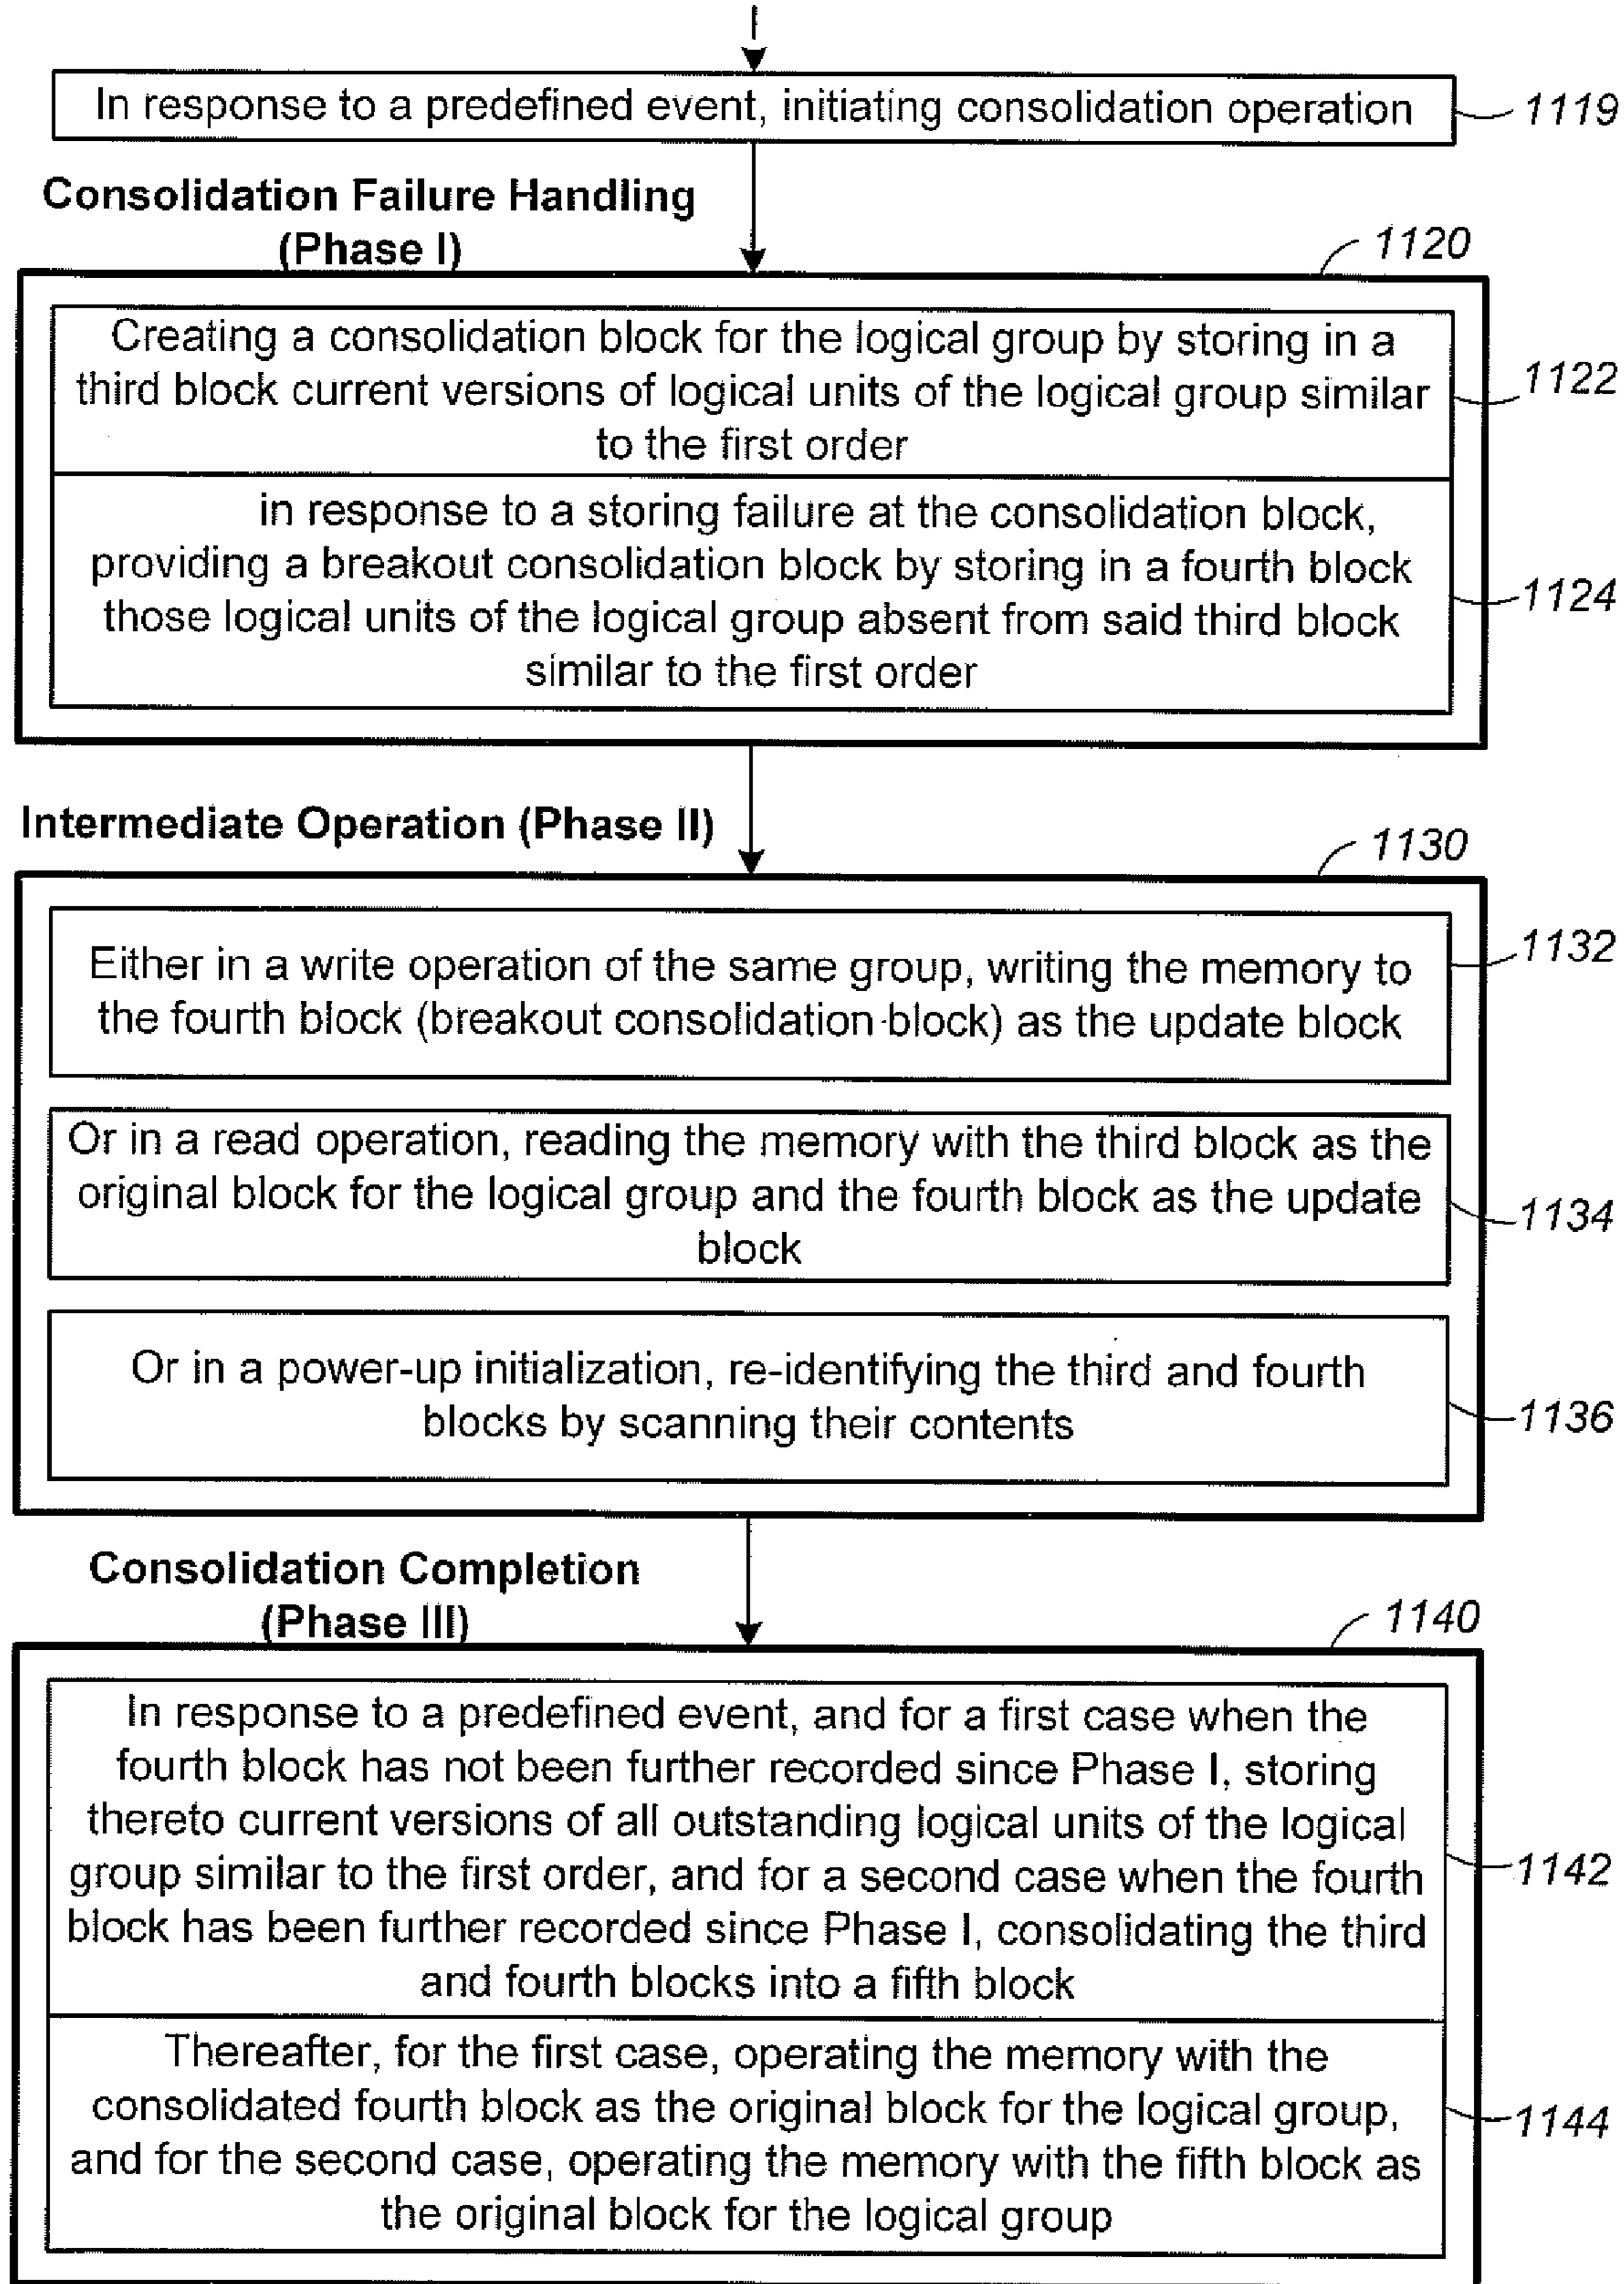 In response to a predefined event, initiating consolidation operation
1119
Consolidation Failure Handling
(Phase I)
1120
Creating a consolidation block for the logical group by storing in a
third block current versions of logical units of the logical group similar
to the first order
1122
in response to a storing failure at the consolidation block,
providing a breakout consolidation block by storing in a fourth block
those logical units of the logical group absent from said third block
similar to the first order
1124
Intermediate Operation (Phase II)
1130
Either in a write operation of the same group, writing the memory to
the fourth block (breakout consolidation block) as the update block
1132
Or in a read operation, reading the memory with the third block as the
original block for the logical group and the fourth block as the update
block
1134
Or in a power-up initialization, re-identifying the third and fourth
blocks by scanning their contents
1136
Consolidation Completion
(Phase III)
1140
In response to a predefined event, and for a first case when the
fourth block has not been further recorded since Phase I, storing
thereto current versions of all outstanding logical units of the logical
group similar to the first order, and for a second case when the fourth
block has been further recorded since Phase I, consolidating the third
and fourth blocks into a fifth block
1142
Thereafter, for the first case, operating the memory with the
consolidated fourth block as the original block for the logical group,
and for the second case, operating the memory with the fifth block as
the original block for the logical group
1144